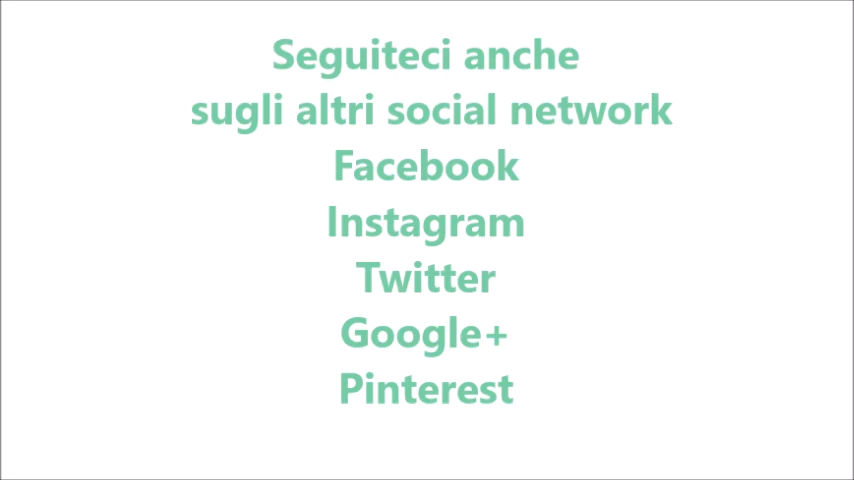 Seguiteci anche
sugli altri social network
Facebook
Instagram
Twitter
Google+
Pinterest